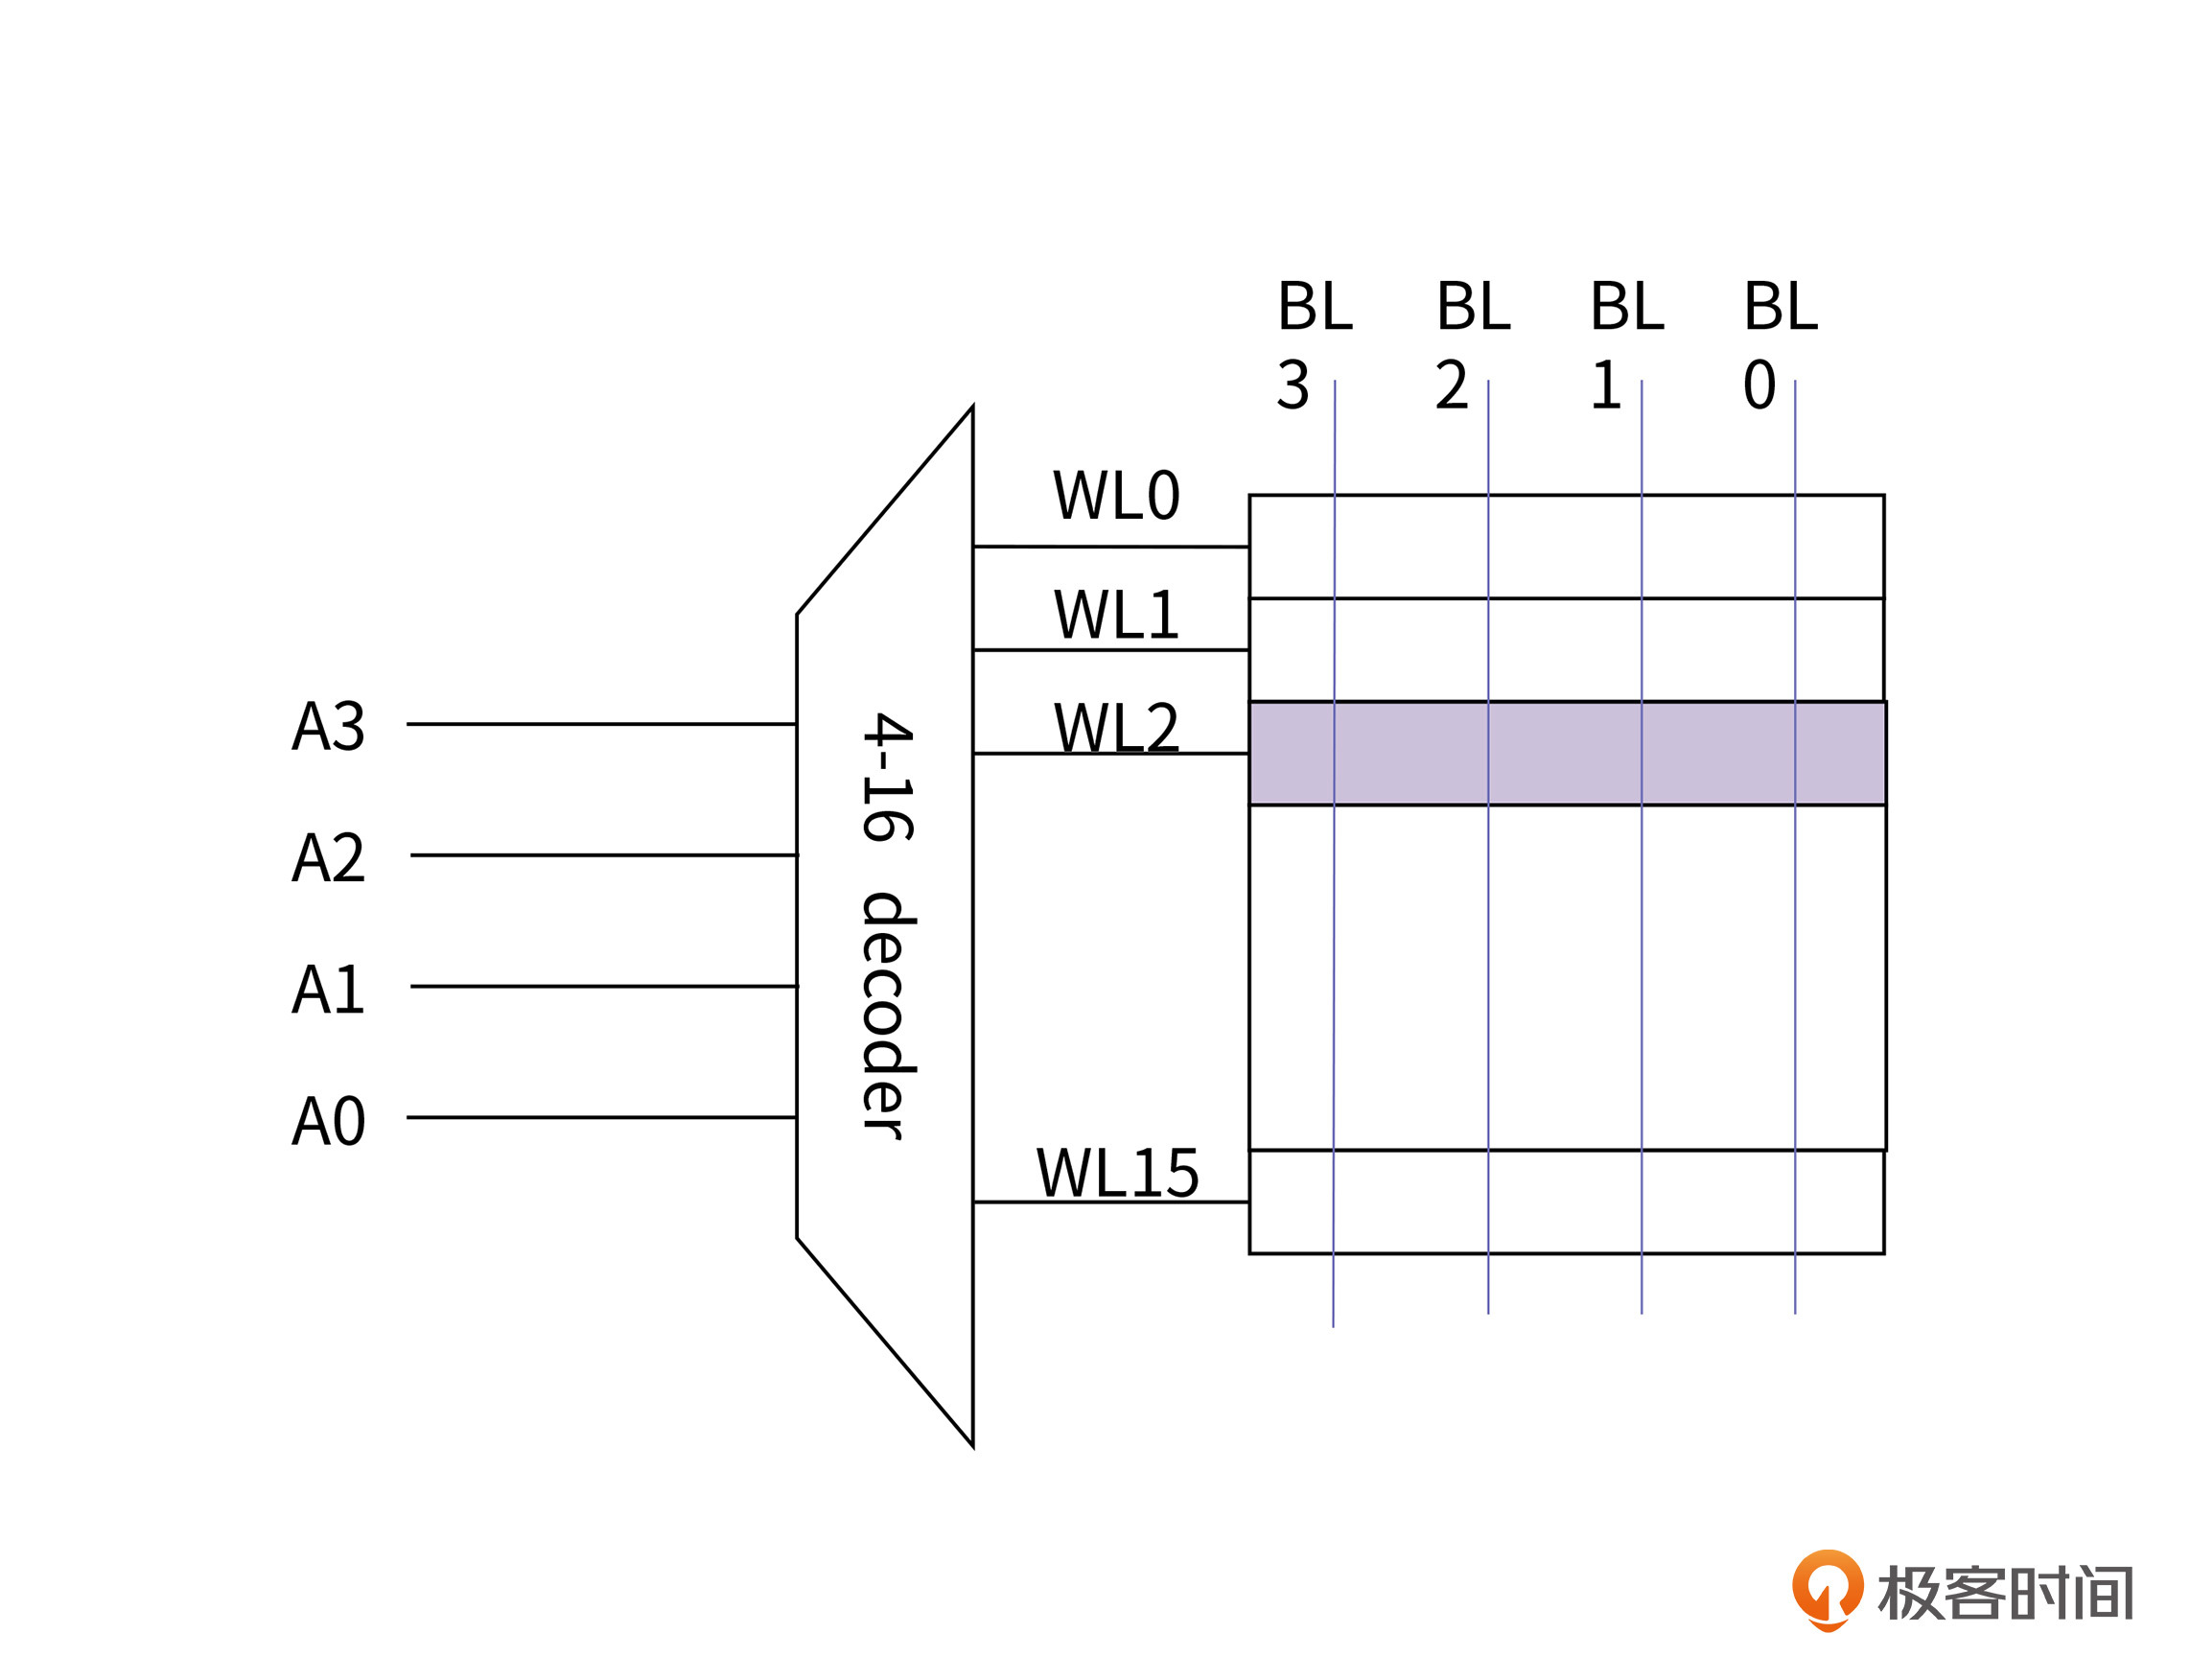 BL BL BL BL
3 2 1 0
WL0
WL1
WL2
A3
4-16 decoder
A2
A1
A0
WL15
极客时间